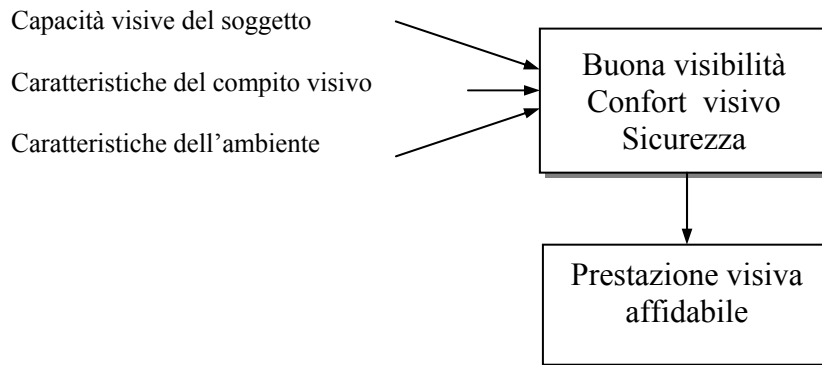 Capacità visive del soggetto
Caratteristiche del compito visivo
Caratteristiche dell’ambiente
Buona visibilità
Confort visivo
Sicurezza
Prestazione visiva
affidabile